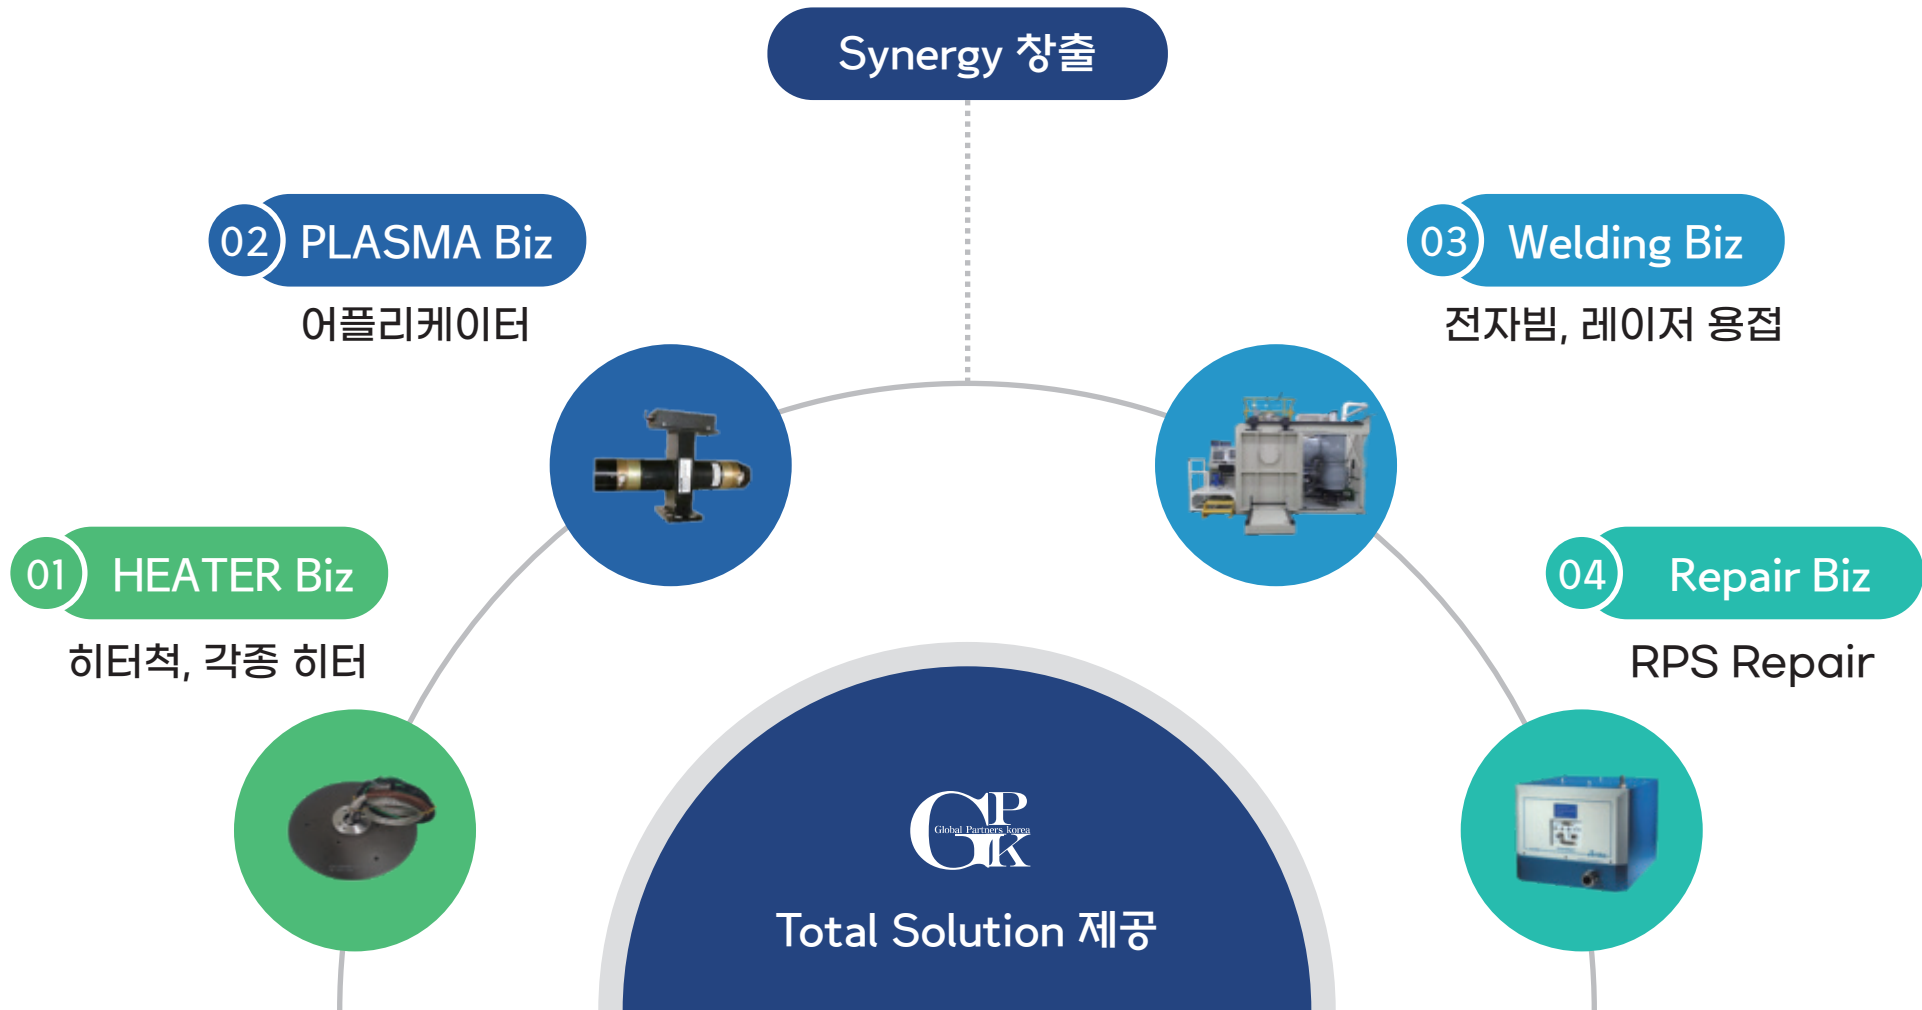 Synergy 창출
02 PLASMA Biz
어플리케이터
03 Welding Biz
전자빔, 레이저 용접
01 HEATER Biz
히터척, 각종 히터
04 Repair Biz
RPS Repair
GPK
Global Partners korea
Total Solution 제공